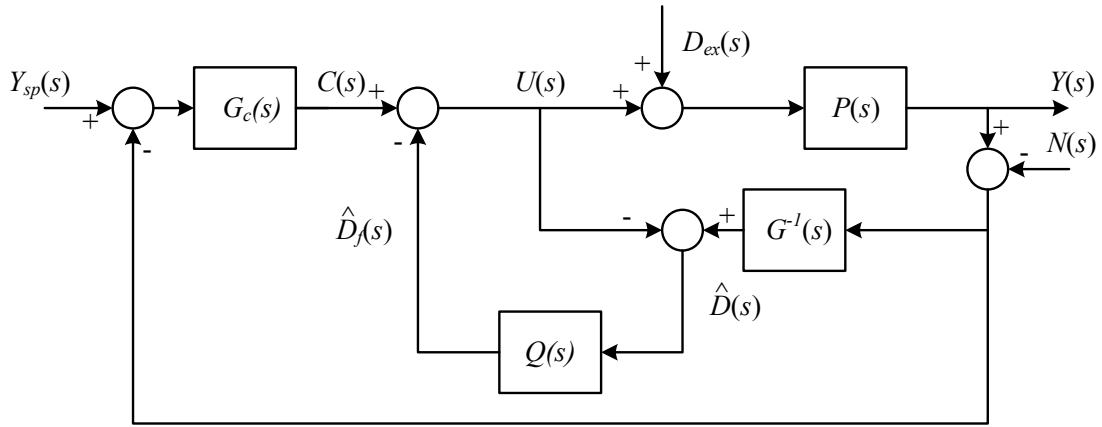 D_ex(s)
+
Y_sp(s)
+
-
G_c(s)
C(s)
+
-
U(s)
+
P(s)
Y(s)
+
-
N(s)
D̂_f(s)
-
+
G^-1(s)
D̂(s)
Q(s)